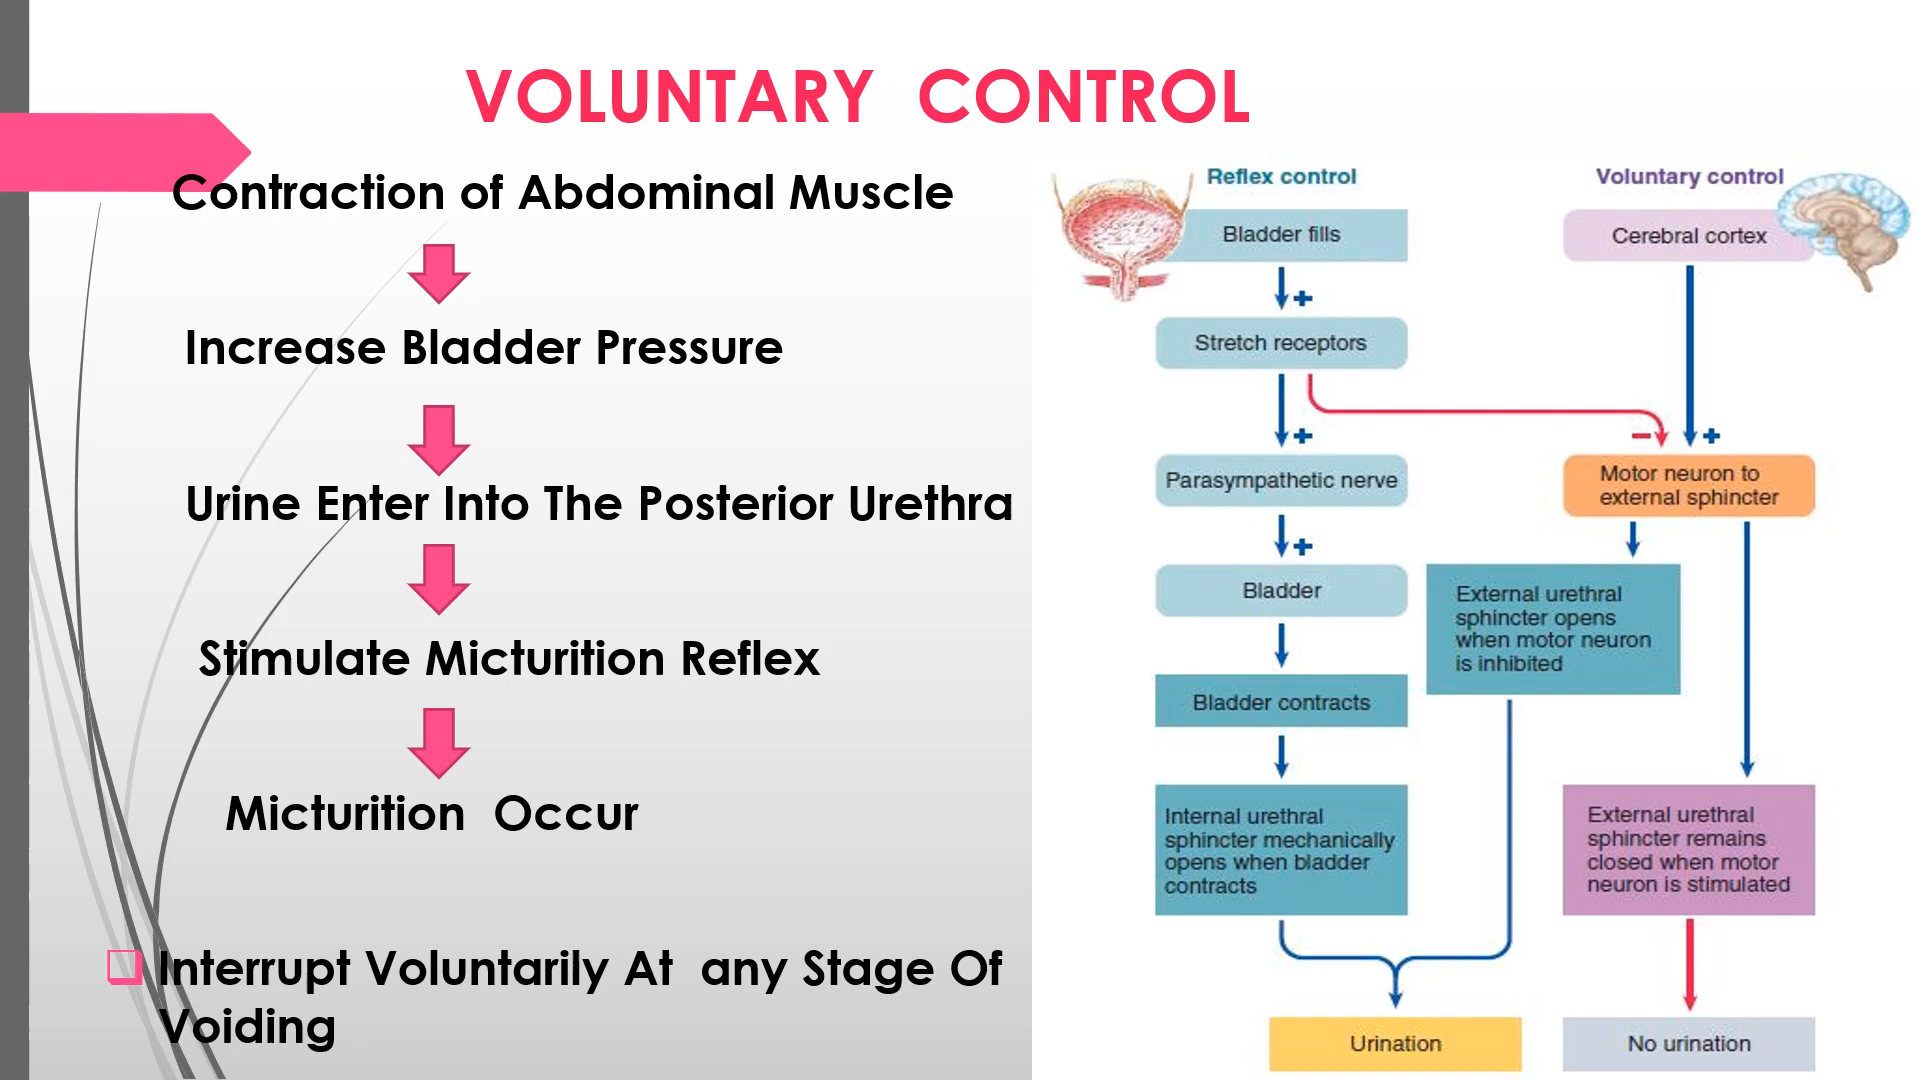 VOLUNTARY CONTROL
Contraction of Abdominal Muscle
Increase Bladder Pressure
Urine Enter Into The Posterior Urethra
Stimulate Micturition Reflex
Micturition Occur
Interrupt Voluntarily At any Stage Of
Voiding
Reflex control
Bladder fills
+
Stretch receptors
+
Parasympathetic nerve
+
Bladder
Bladder contracts
Internal urethral
sphincter mechanically
opens when bladder
contracts
Voluntary control
Cerebral cortex
− +
Motor neuron to
external sphincter
External urethral
sphincter opens
when motor neuron
is inhibited
External urethral
sphincter remains
closed when motor
neuron is stimulated
Urination
No urination